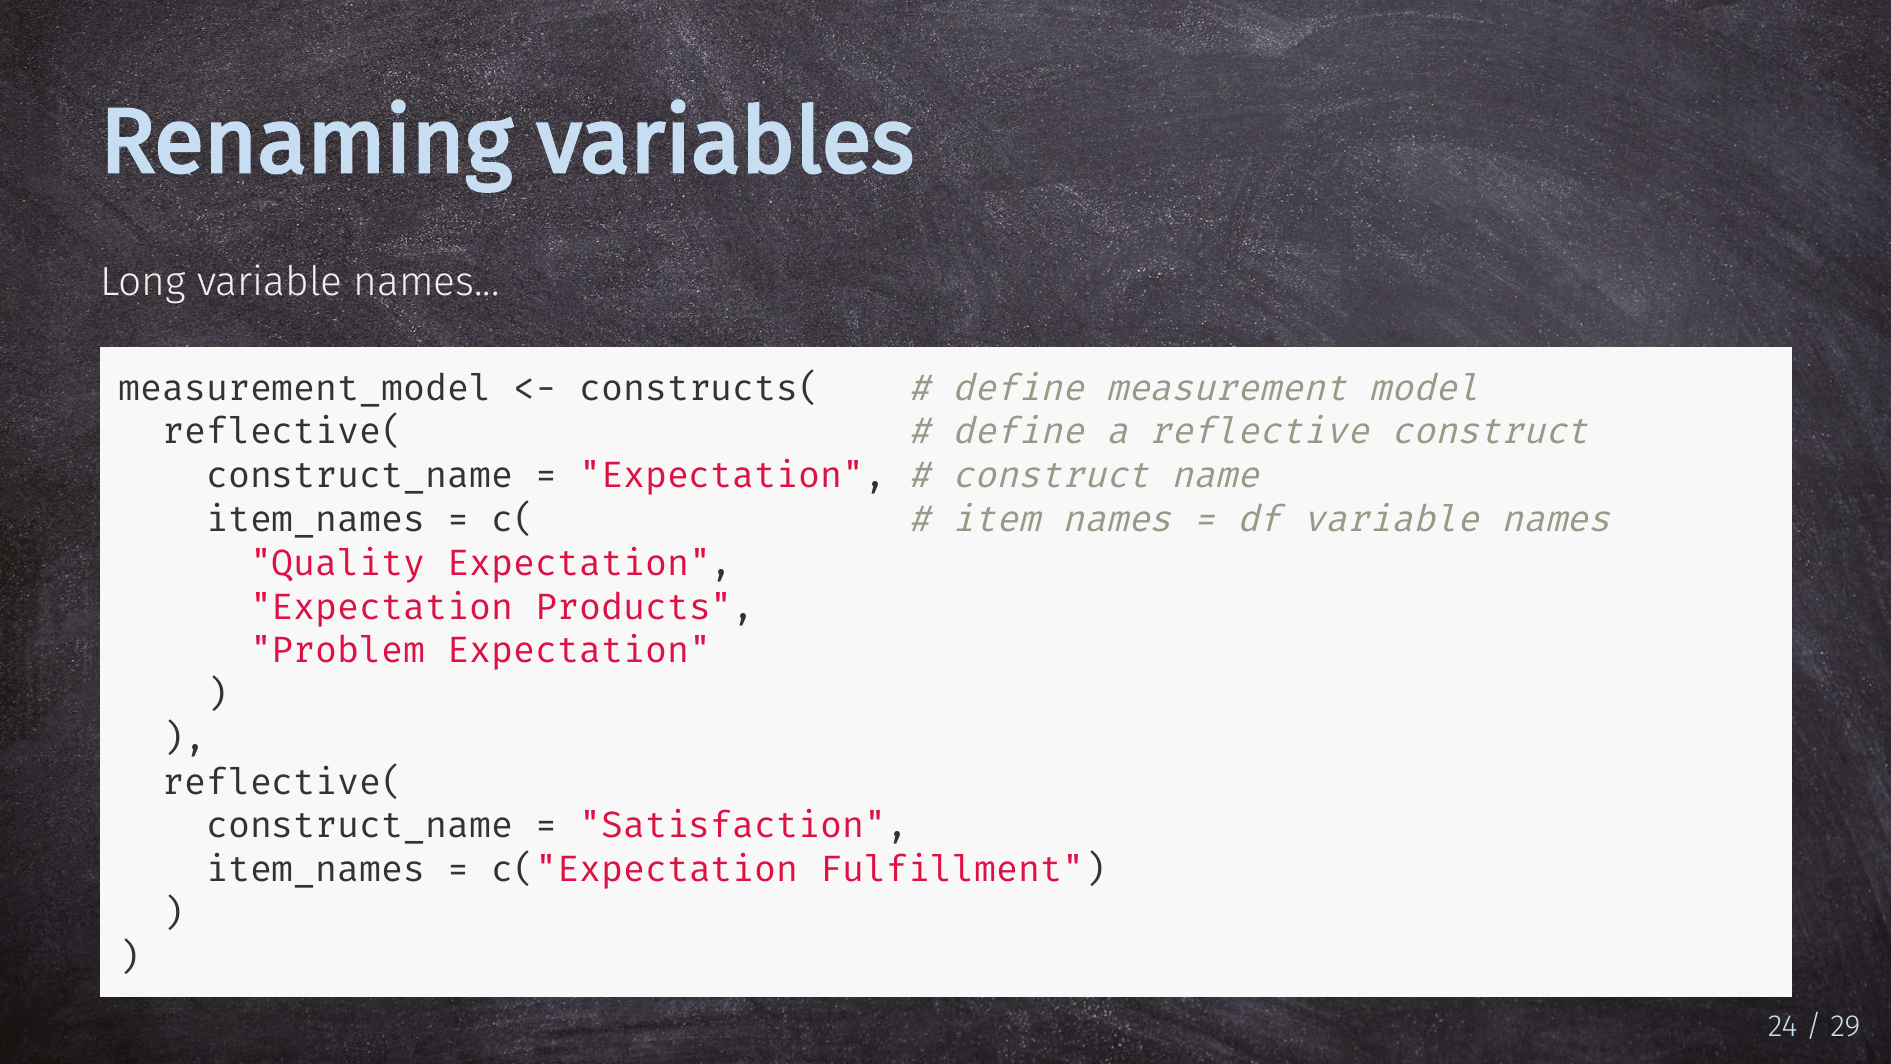 Renaming variables
Long variable names...
measurement_model <- constructs(    # define measurement model
  reflective(                       # define a reflective construct
    construct_name = "Expectation", # construct name
    item_names = c(                 # item names = df variable names
      "Quality Expectation",
      "Expectation Products",
      "Problem Expectation"
    )
  ),
  reflective(
    construct_name = "Satisfaction",
    item_names = c("Expectation Fulfillment")
  )
)
24 / 29